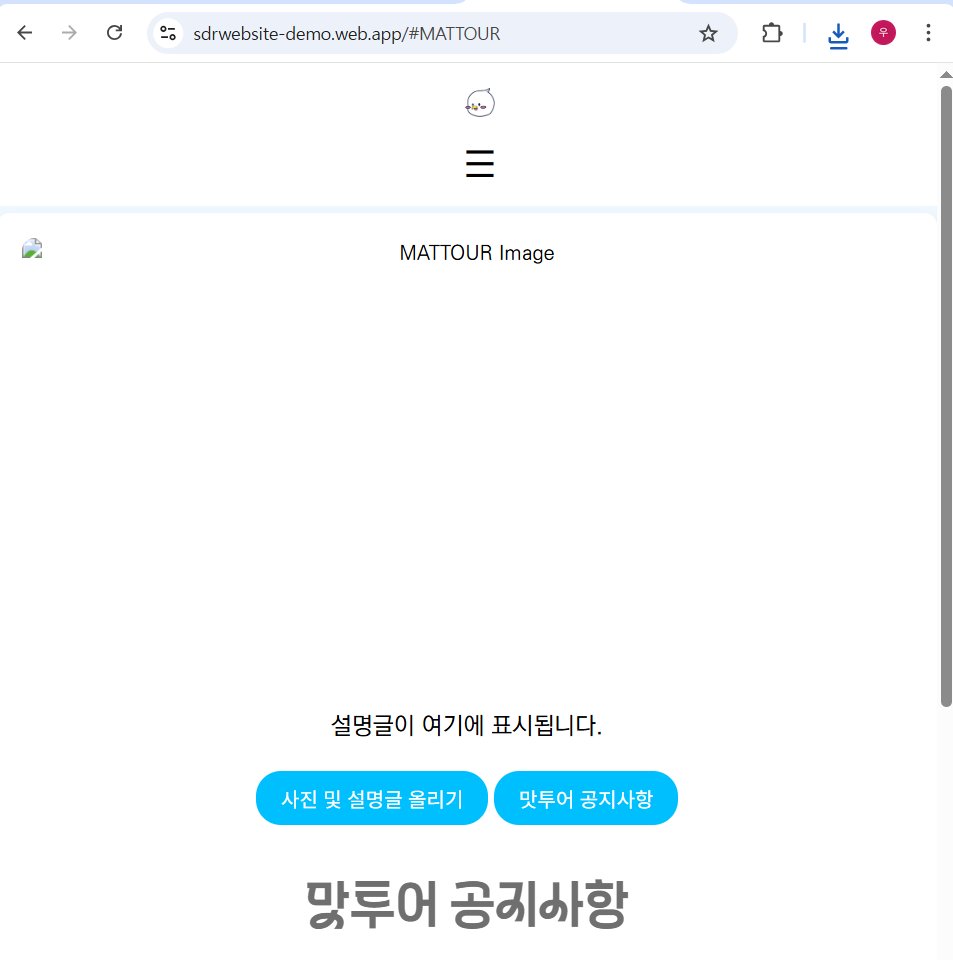 sdrwebsite-demo.web.app/#MATTOUR
우
MATTOUR Image
설명글이 여기에 표시됩니다.
사진 및 설명글 올리기
맛투어 공지사항
맛투어 공지사항